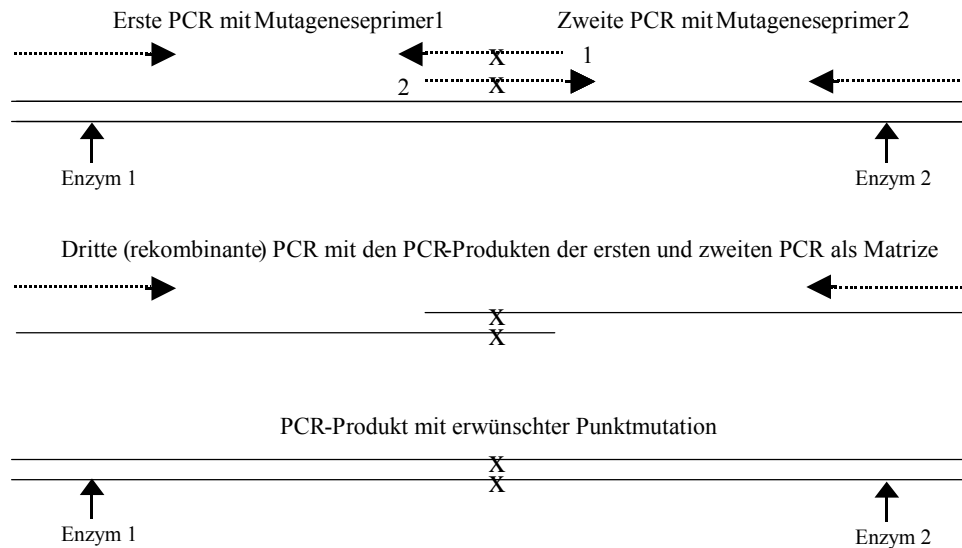 Erste PCR mit Mutageneseprimer1 Zweite PCR mit Mutageneseprimer2
X 1
2 X
Enzym 1 Enzym 2
Dritte (rekombinante) PCR mit den PCR-Produkten der ersten und zweiten PCR als Matrize
X
X
PCR-Produkt mit erwünschter Punktmutation
X
X
Enzym 1 Enzym 2